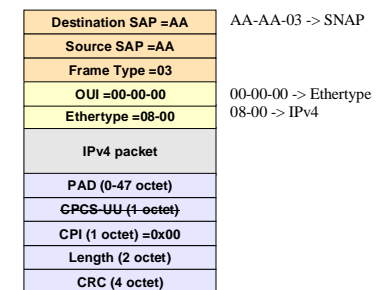 Destination SAP =AA
AA-AA-03 -> SNAP
Source SAP =AA
Frame Type =03
OUI =00-00-00
00-00-00 -> Ethertype
Ethertype =08-00
08-00 -> IPv4
IPv4 packet
PAD (0-47 octet)
CPCS-UU (1 octet)
CPI (1 octet) =0x00
Length (2 octet)
CRC (4 octet)